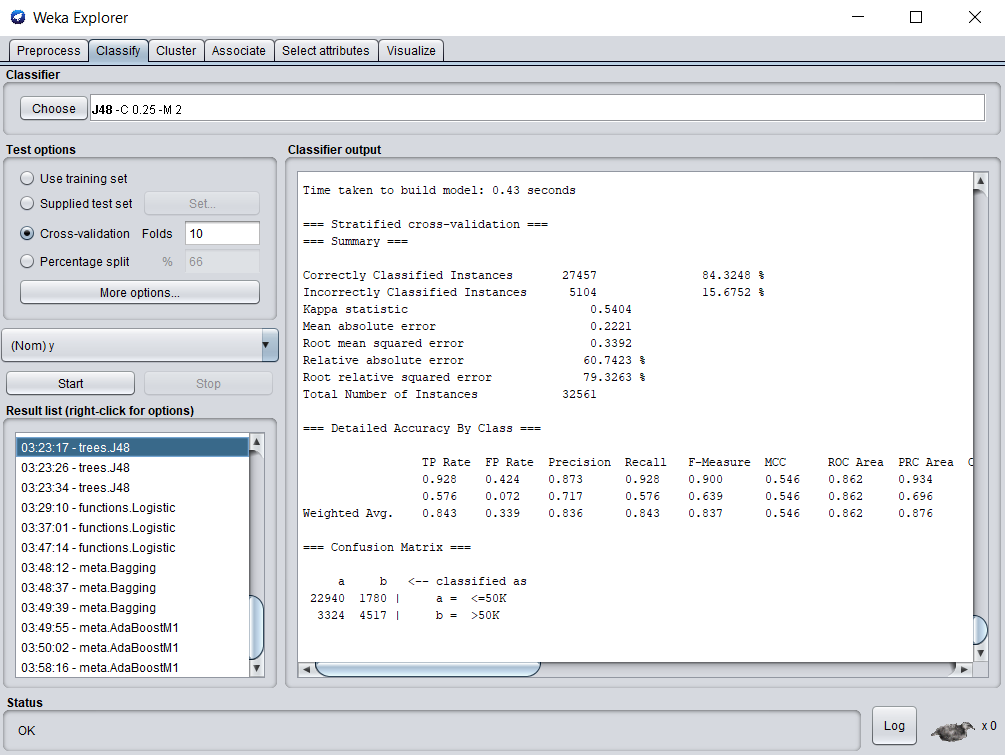 Weka Explorer
Preprocess Classify Cluster Associate Select attributes Visualize
Classifier
Choose J48 -C 0.25 -M 2
Test options
Use training set
Supplied test set Set...
Cross-validation Folds 10
Percentage split % 66
More options...
(Nom) y
Start Stop
Result list (right-click for options)
03:23:17 - trees.J48
03:23:26 - trees.J48
03:23:34 - trees.J48
03:29:10 - functions.Logistic
03:37:01 - functions.Logistic
03:47:14 - functions.Logistic
03:48:12 - meta.Bagging
03:48:37 - meta.Bagging
03:49:39 - meta.Bagging
03:49:55 - meta.AdaBoostM1
03:50:02 - meta.AdaBoostM1
03:58:16 - meta.AdaBoostM1
Classifier output
Time taken to build model: 0.43 seconds
=== Stratified cross-validation ===
=== Summary ===
Correctly Classified Instances 27457 84.3248 %
Incorrectly Classified Instances 5104 15.6752 %
Kappa statistic 0.5404
Mean absolute error 0.2221
Root mean squared error 0.3392
Relative absolute error 60.7423 %
Root relative squared error 79.3263 %
Total Number of Instances 32561
=== Detailed Accuracy By Class ===
TP Rate FP Rate Precision Recall F-Measure MCC ROC Area PRC Area
0.928 0.424 0.873 0.928 0.900 0.546 0.862 0.934
0.576 0.072 0.717 0.576 0.639 0.546 0.862 0.696
Weighted Avg. 0.843 0.339 0.836 0.843 0.837 0.546 0.862 0.876
=== Confusion Matrix ===
a b <-- classified as
22940 1780 | a = <=50K
3324 4517 | b = >50K
Status
OK
Log x 0